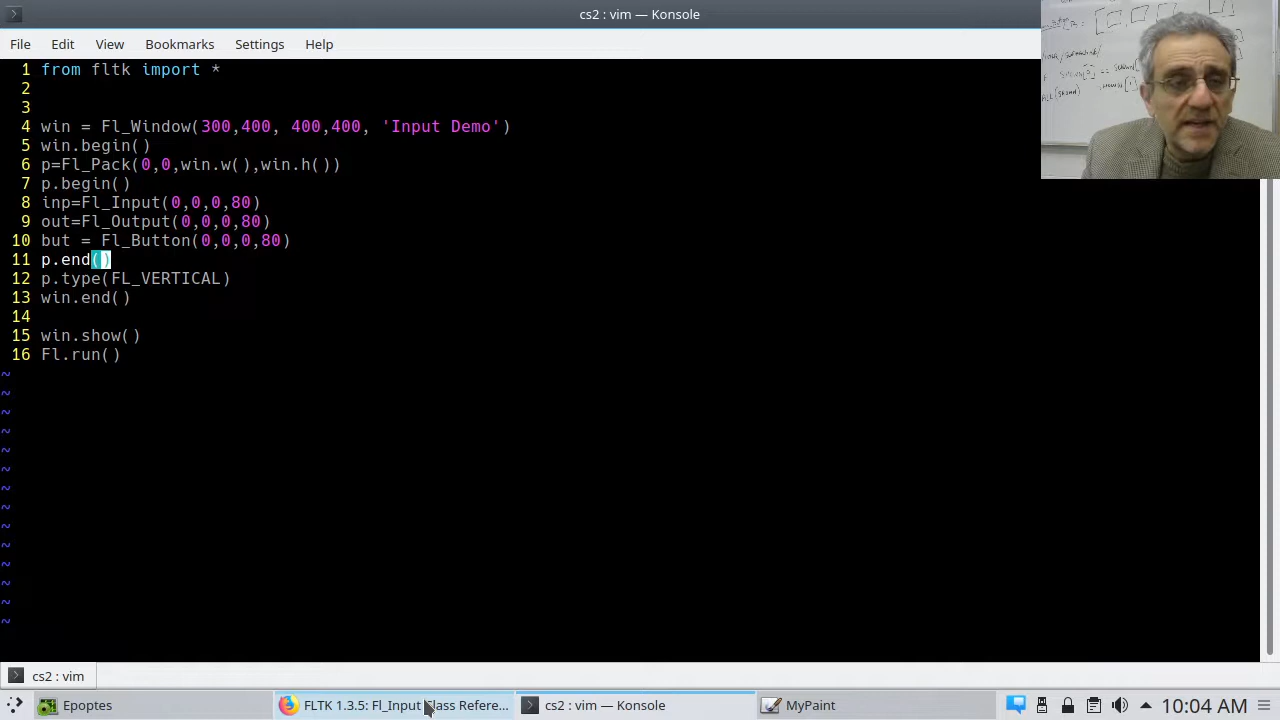 cs2 : vim — Konsole
File Edit View Bookmarks Settings Help
1 from fltk import *
2
3
4 win = Fl_Window(300,400, 400,400, 'Input Demo')
5 win.begin()
6 p=Fl_Pack(0,0,win.w(),win.h())
7 p.begin()
8 inp=Fl_Input(0,0,0,80)
9 out=Fl_Output(0,0,0,80)
10 but = Fl_Button(0,0,0,80)
11 p.end()
12 p.type(FL_VERTICAL)
13 win.end()
14
15 win.show()
16 Fl.run()
~
~
~
~
~
~
~
~
~
~
~
~
~
~
cs2 : vim
Epoptes FLTK 1.3.5: Fl_Input Class Refere... cs2 : vim — Konsole MyPaint 10:04 AM